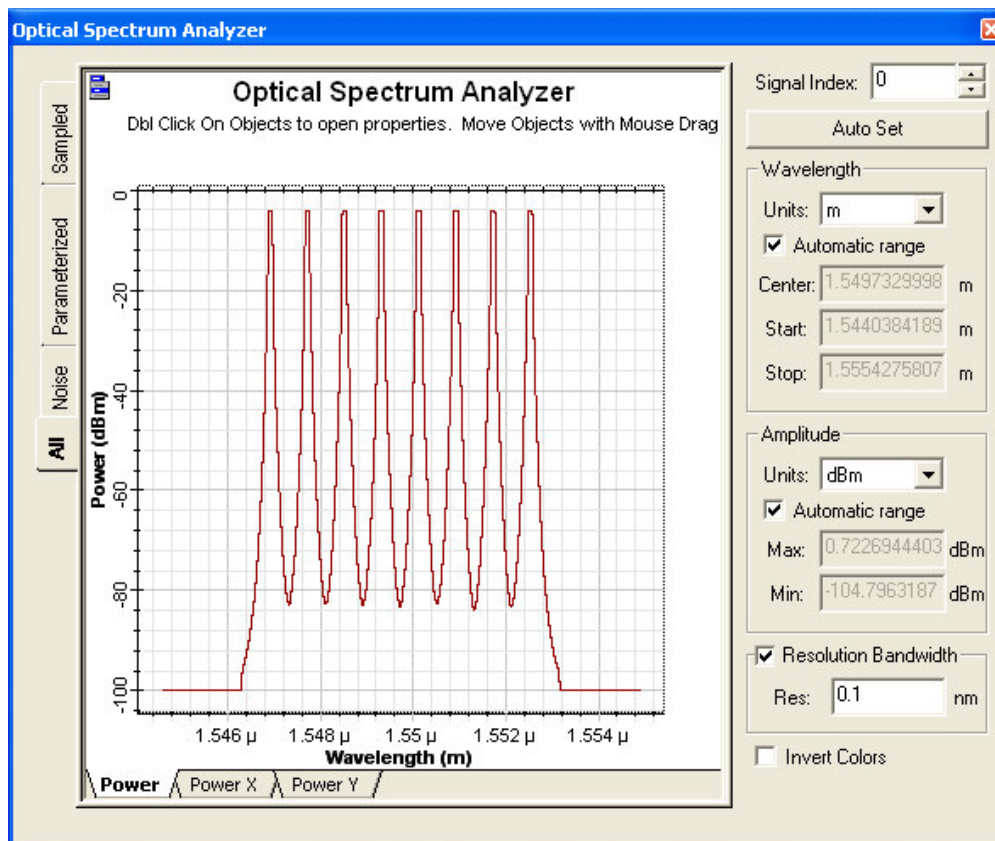 Optical Spectrum Analyzer
Sampled
Parameterized
Noise
All
Optical Spectrum Analyzer
Dbl Click On Objects to open properties. Move Objects with Mouse Drag
Power (dBm)
0
-20
-40
-60
-80
-100
1.546 µ 1.548 µ 1.55 µ 1.552 µ 1.554 µ
Wavelength (m)
Power Power X Power Y
Signal Index: 0
Auto Set
Wavelength
Units: m
Automatic range
Center: 1.5497329998 m
Start: 1.5440384189 m
Stop: 1.5554275807 m
Amplitude
Units: dBm
Automatic range
Max: 0.7226944403 dBm
Min: -104.7963187 dBm
Resolution Bandwidth
Res: 0.1 nm
Invert Colors